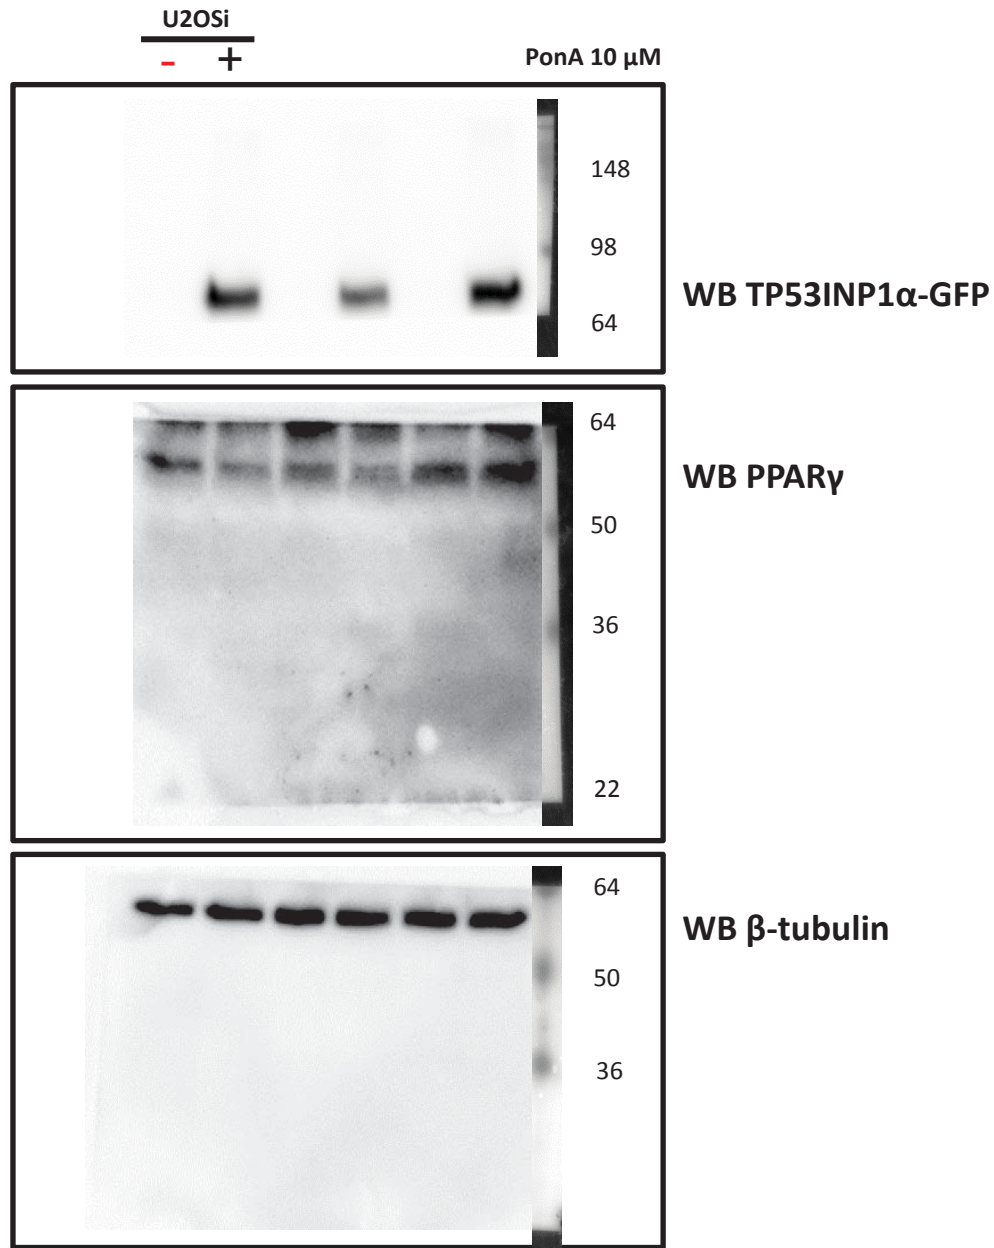 U2OSi
- + PonA 10 μM
148
98
WB TP53INP1α-GFP
64
64
WB PPARγ
50
36
22
64
WB β-tubulin
50
36